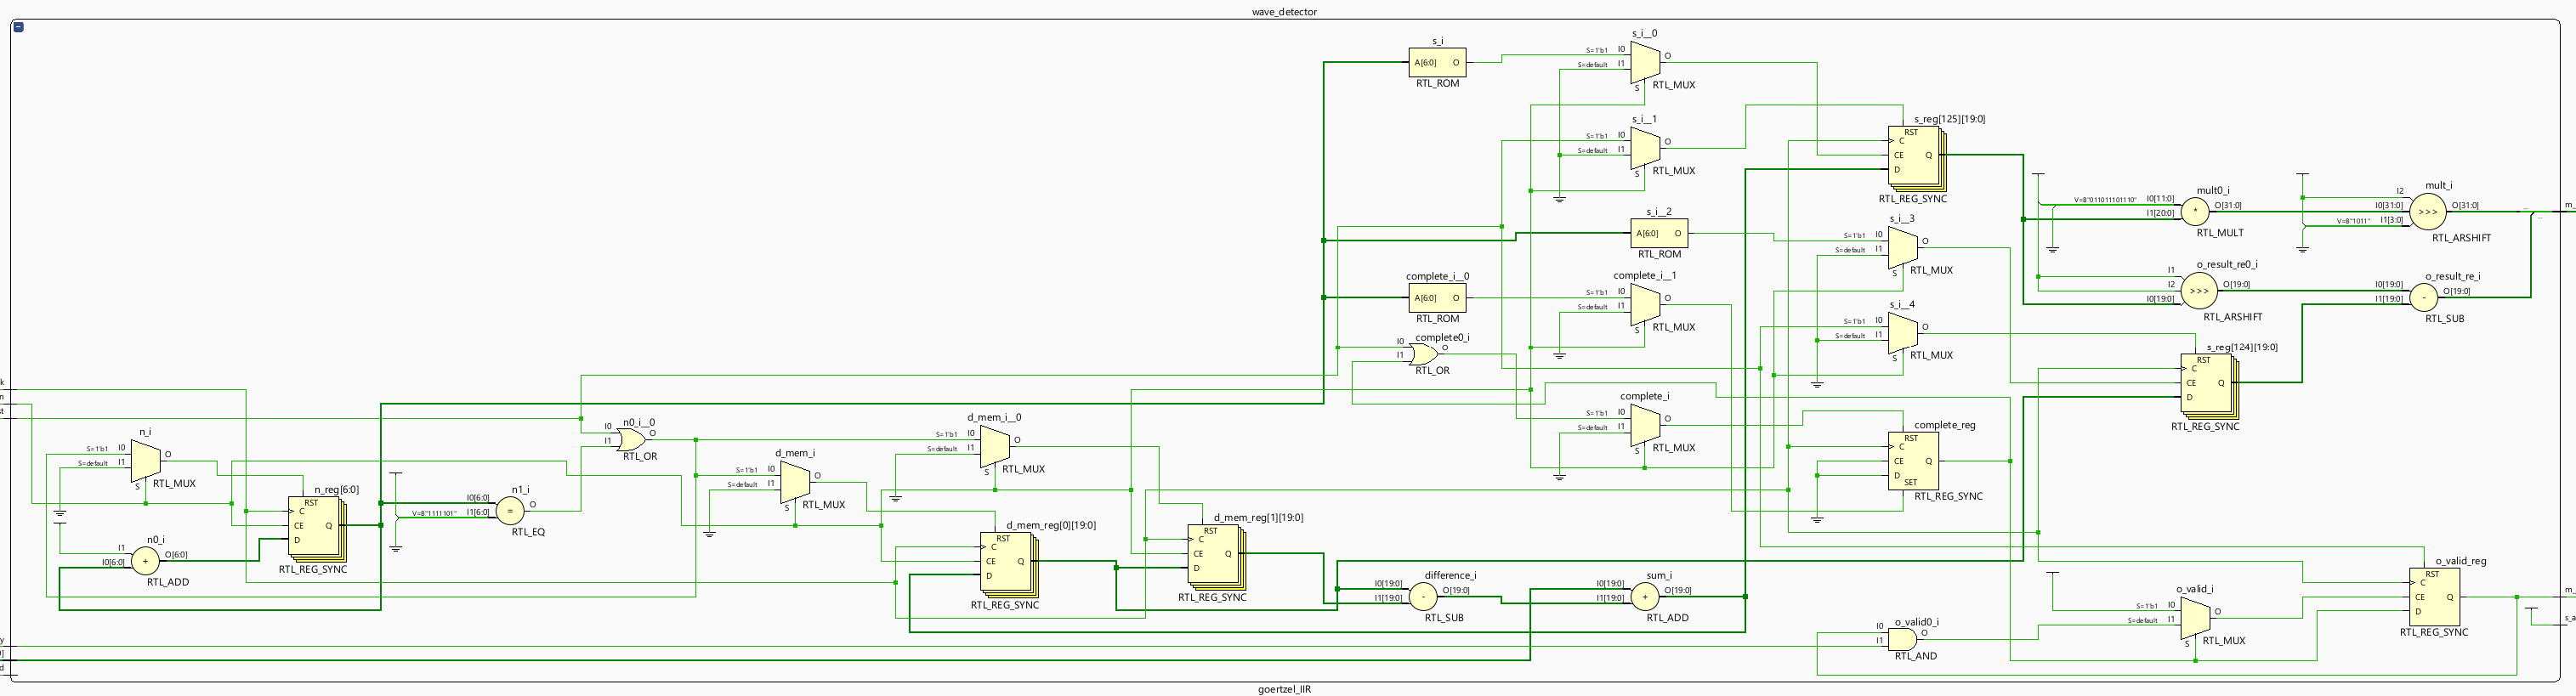 wave_detector
s_i
A[6:0] O
RTL_ROM
s_i__0
S=1'b1 I0
S=default I1
O
S
RTL_MUX
s_i__1
S=1'b1 I0
S=default I1
O
S
RTL_MUX
s_i__2
A[6:0] O
RTL_ROM
complete_i__0
A[6:0] O
RTL_ROM
complete_i__1
S=1'b1 I0
S=default I1
O
S
RTL_MUX
complete0_i
I0
I1
O
RTL_OR
complete_i
S=1'b1 I0
S=default I1
O
S
RTL_MUX
s_reg[125][19:0]
RST
C
CE Q
D
RTL_REG_SYNC
s_i__3
S=1'b1 I0
S=default I1
O
S
RTL_MUX
s_i__4
S=1'b1 I0
S=default I1
O
S
RTL_MUX
complete_reg
RST
C
CE Q
D
SET
RTL_REG_SYNC
mult0_i
V=B"011011101110" I0[11:0]
I1[20:0]
*
O[31:0]
RTL_MULT
mult_i
I2
I0[31:0]
V=B"1011" I1[3:0]
>>>
O[31:0]
RTL_ARSHIFT
m_
o_result_re0_i
I1
I2
I0[19:0]
>>>
O[19:0]
RTL_ARSHIFT
o_result_re_i
I0[19:0]
I1[19:0]
-
O[19:0]
RTL_SUB
s_reg[124][19:0]
RST
C
CE Q
D
RTL_REG_SYNC
k
n
st
n_i
S=1'b1 I0
S=default I1
O
S
RTL_MUX
n0_i
I1
I0[6:0]
+
O[6:0]
RTL_ADD
n_reg[6:0]
RST
C
CE Q
D
RTL_REG_SYNC
n1_i
I0[6:0]
V=B"1111101" I1[6:0]
=
O
RTL_EQ
n0_i__0
I0
I1
O
RTL_OR
d_mem_i
S=1'b1 I0
S=default I1
O
S
RTL_MUX
d_mem_i__0
S=1'b1 I0
S=default I1
O
S
RTL_MUX
d_mem_reg[0][19:0]
RST
C
CE Q
D
RTL_REG_SYNC
d_mem_reg[1][19:0]
RST
C
CE Q
D
RTL_REG_SYNC
difference_i
I0[19:0]
I1[19:0]
-
O[19:0]
RTL_SUB
sum_i
I0[19:0]
I1[19:0]
+
O[19:0]
RTL_ADD
o_valid0_i
I0
I1
O
RTL_AND
o_valid_i
S=1'b1 I0
S=default I1
O
S
RTL_MUX
o_valid_reg
RST
C
CE Q
D
RTL_REG_SYNC
m_
s_a
y
0]
d
goertzel_IIR